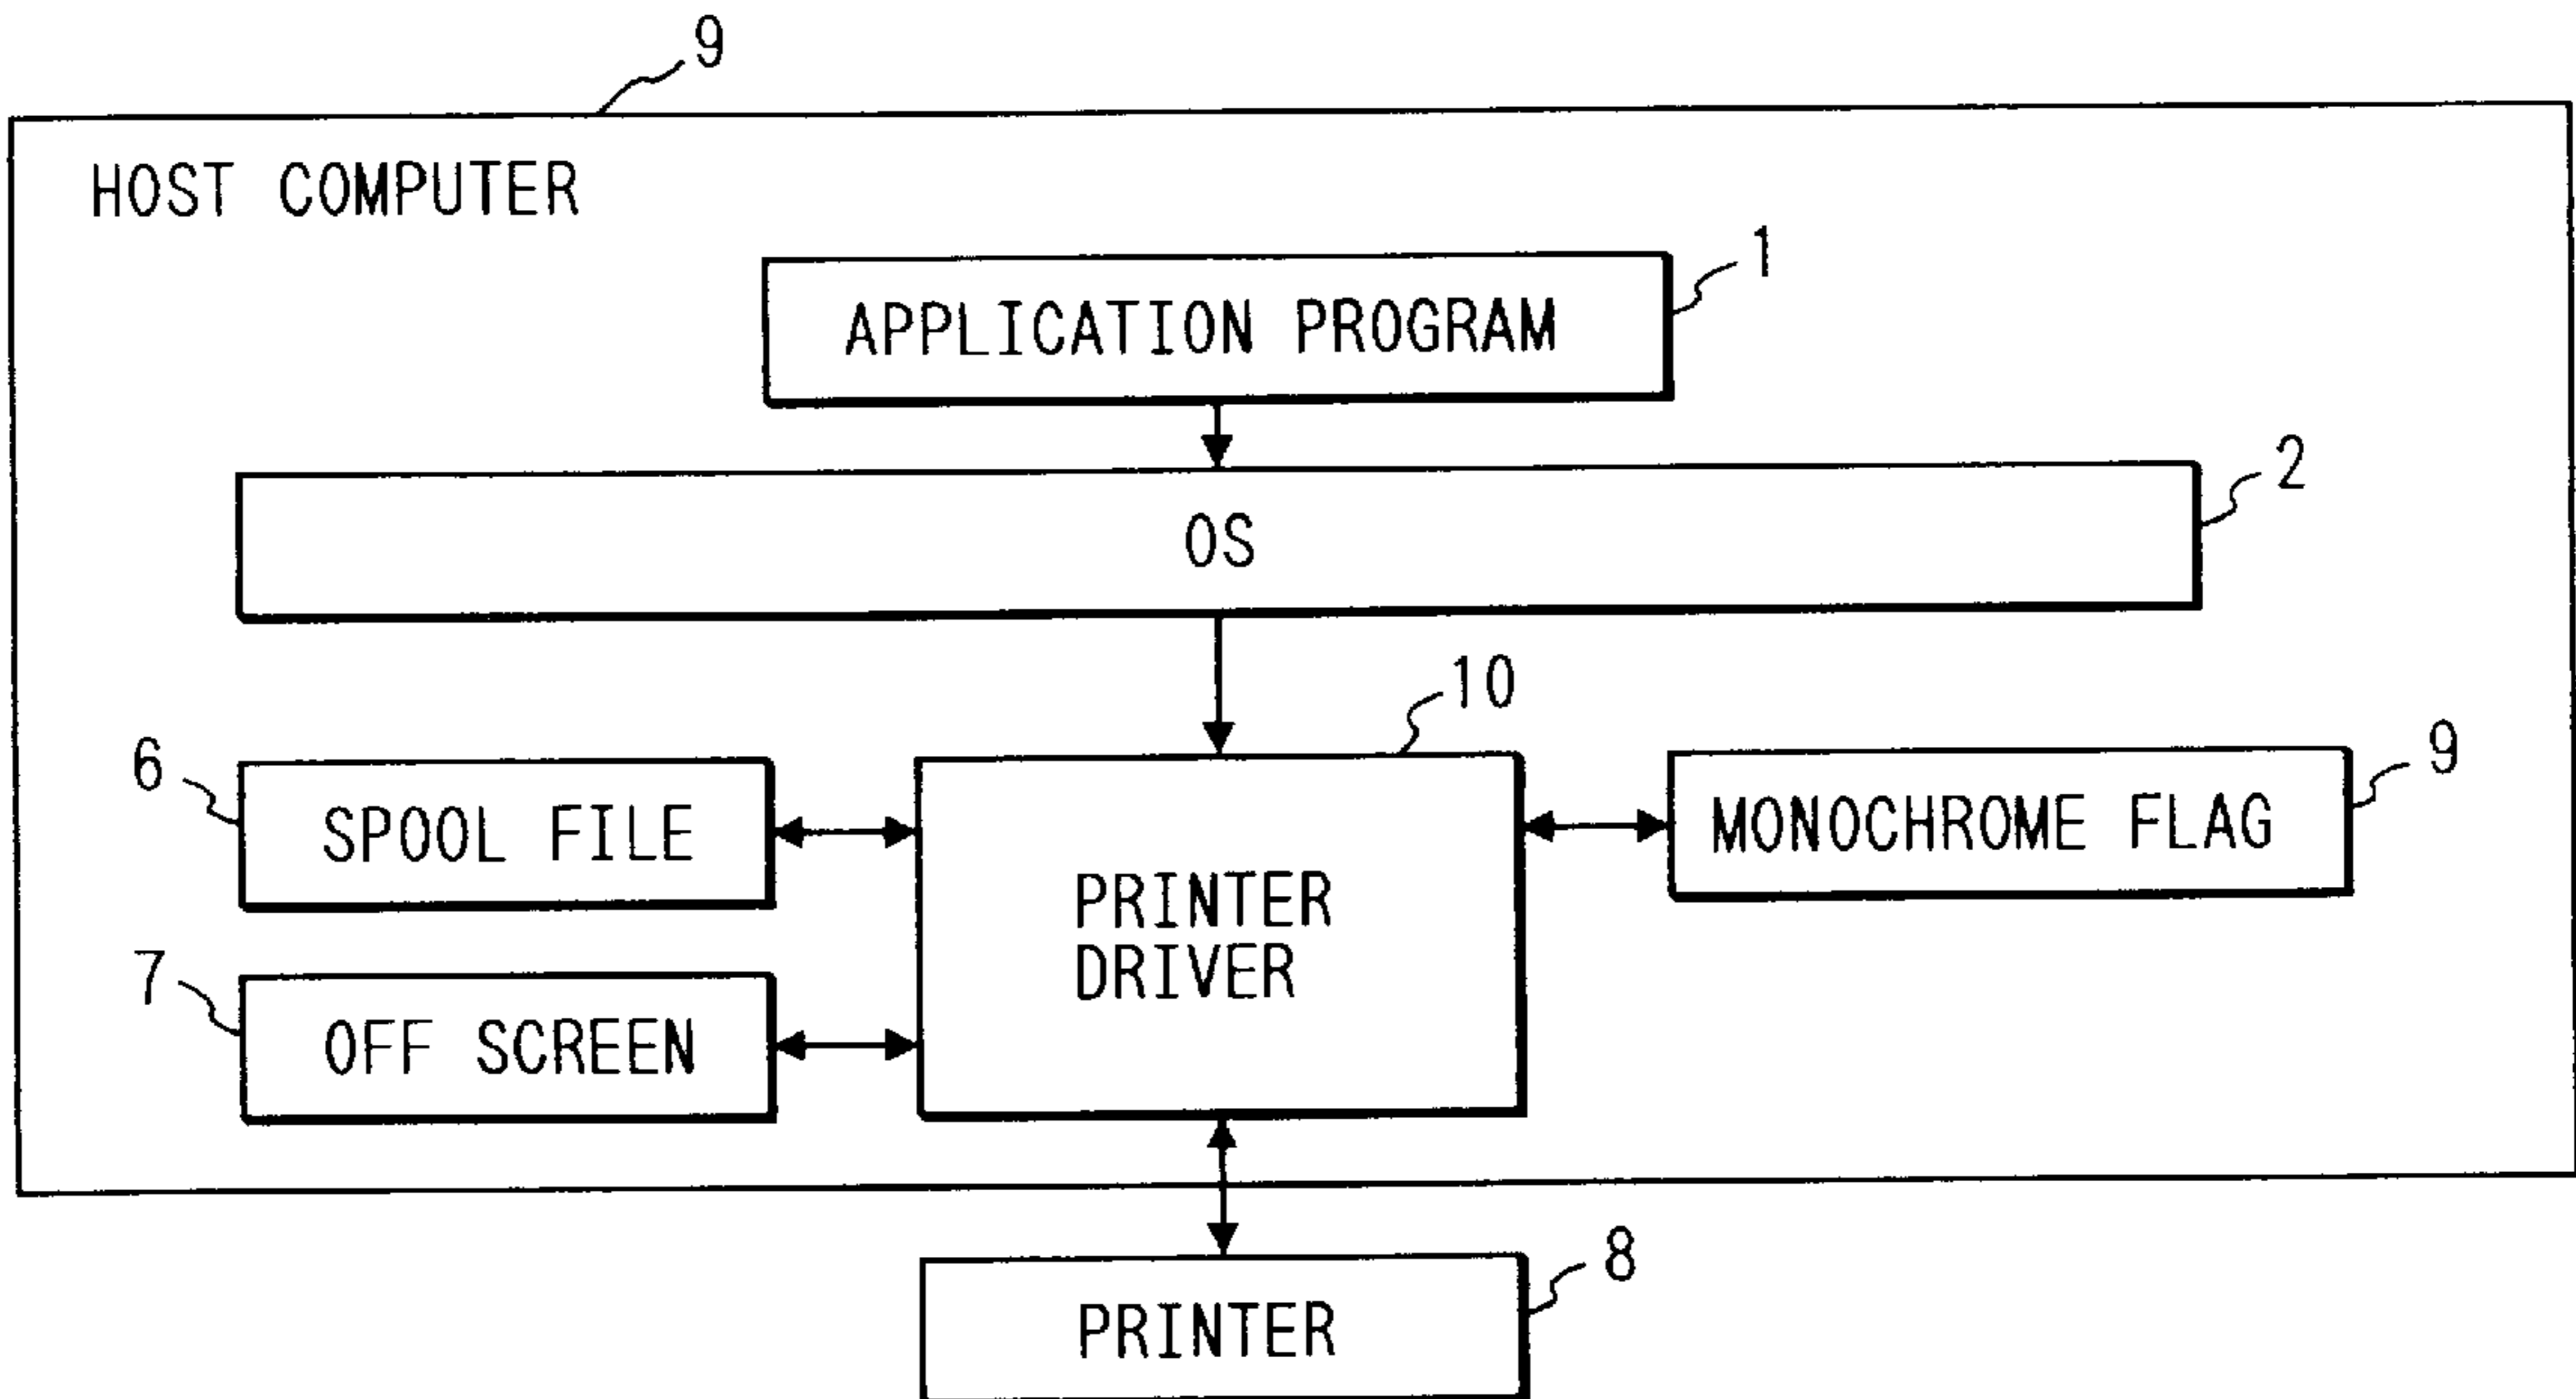 9
HOST COMPUTER
1
APPLICATION PROGRAM
2
OS
10
6
SPOOL FILE
9
MONOCHROME FLAG
PRINTER
DRIVER
7
OFF SCREEN
8
PRINTER